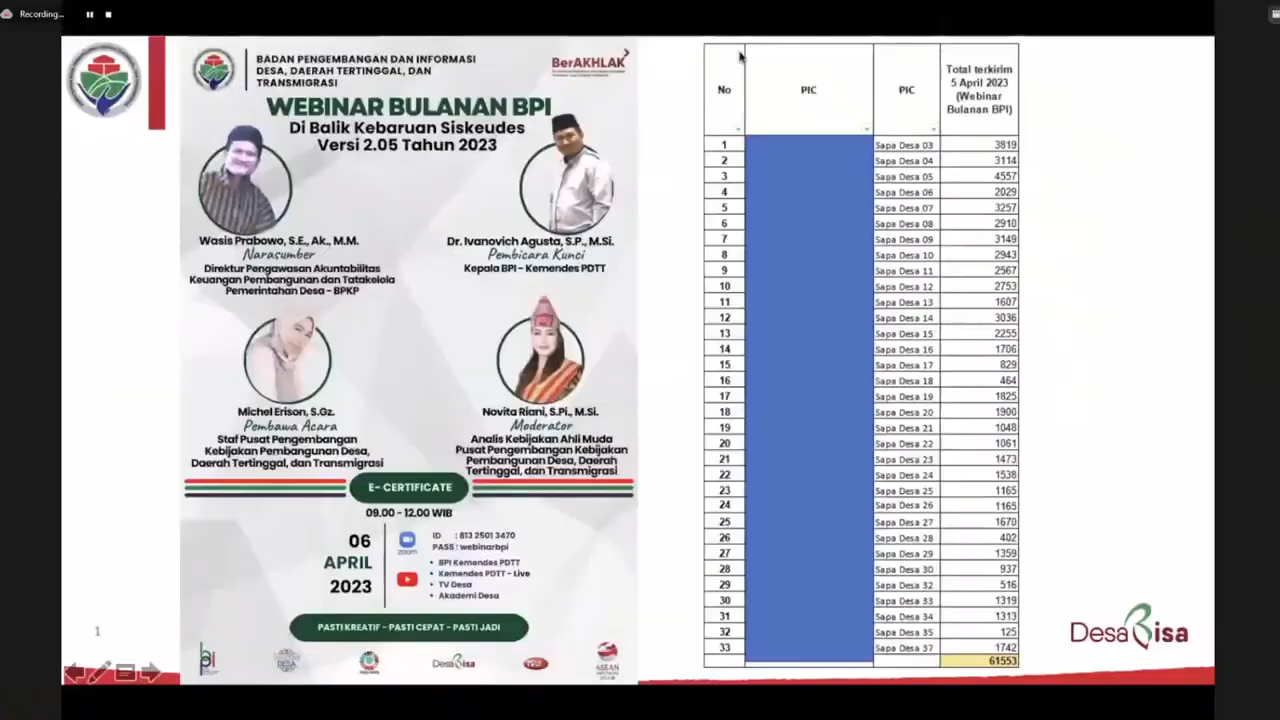 Recording...
BADAN PENGEMBANGAN DAN INFORMASI
DESA, DAERAH TERTINGGAL, DAN
TRANSMIGRASI
BerAKHLAK
WEBINAR BULANAN BPI
Di Balik Kebaruan Siskeudes
Versi 2.05 Tahun 2023
Wasis Prabowo, S.E., Ak., M.M.
Narasumber
Direktur Pengawasan Akuntabilitas
Keuangan Pembangunan dan Tatakelola
Pemerintahan Desa - BPKP
Dr. Ivanovich Agusta, S.P., M.Si.
Pembicara Kunci
Kepala BPI - Kemendes PDTT
Michel Erison, S.Gz.
Pembawa Acara
Staf Pusat Pengembangan
Kebijakan Pembangunan Desa,
Daerah Tertinggal, dan Transmigrasi
Novita Riani, S.Pi., M.Si.
Moderator
Analis Kebijakan Ahli Muda
Pusat Pengembangan Kebijakan
Pembangunan Desa, Daerah
Tertinggal, dan Transmigrasi
E- CERTIFICATE
09.00 - 12.00 WIB
06
APRIL
2023
zoom
ID : 813 2501 3470
PASS : webinarbpi
• BPI Kemendes PDTT
• Kemendes PDTT - Live
• TV Desa
• Akademi Desa
PASTI KREATIF - PASTI CEPAT - PASTI JADI
bpi
DesaBisa
1
No PIC PIC Total terkirim
5 April 2023
(Webinar
Bulanan BPI)
1 Sapa Desa 03 3819
2 Sapa Desa 04 3114
3 Sapa Desa 05 4557
4 Sapa Desa 06 2029
5 Sapa Desa 07 3257
6 Sapa Desa 08 2910
7 Sapa Desa 09 3149
8 Sapa Desa 10 2943
9 Sapa Desa 11 2567
10 Sapa Desa 12 2753
11 Sapa Desa 13 1607
12 Sapa Desa 14 3036
13 Sapa Desa 15 2255
14 Sapa Desa 16 1706
15 Sapa Desa 17 829
16 Sapa Desa 18 464
17 Sapa Desa 19 1825
18 Sapa Desa 20 1900
19 Sapa Desa 21 1048
20 Sapa Desa 22 1061
21 Sapa Desa 23 1473
22 Sapa Desa 24 1538
23 Sapa Desa 25 1165
24 Sapa Desa 26 1165
25 Sapa Desa 27 1670
26 Sapa Desa 28 402
27 Sapa Desa 29 1359
28 Sapa Desa 30 937
29 Sapa Desa 32 516
30 Sapa Desa 33 1319
31 Sapa Desa 34 1313
32 Sapa Desa 35 125
33 Sapa Desa 37 1742
61553
DesaBisa